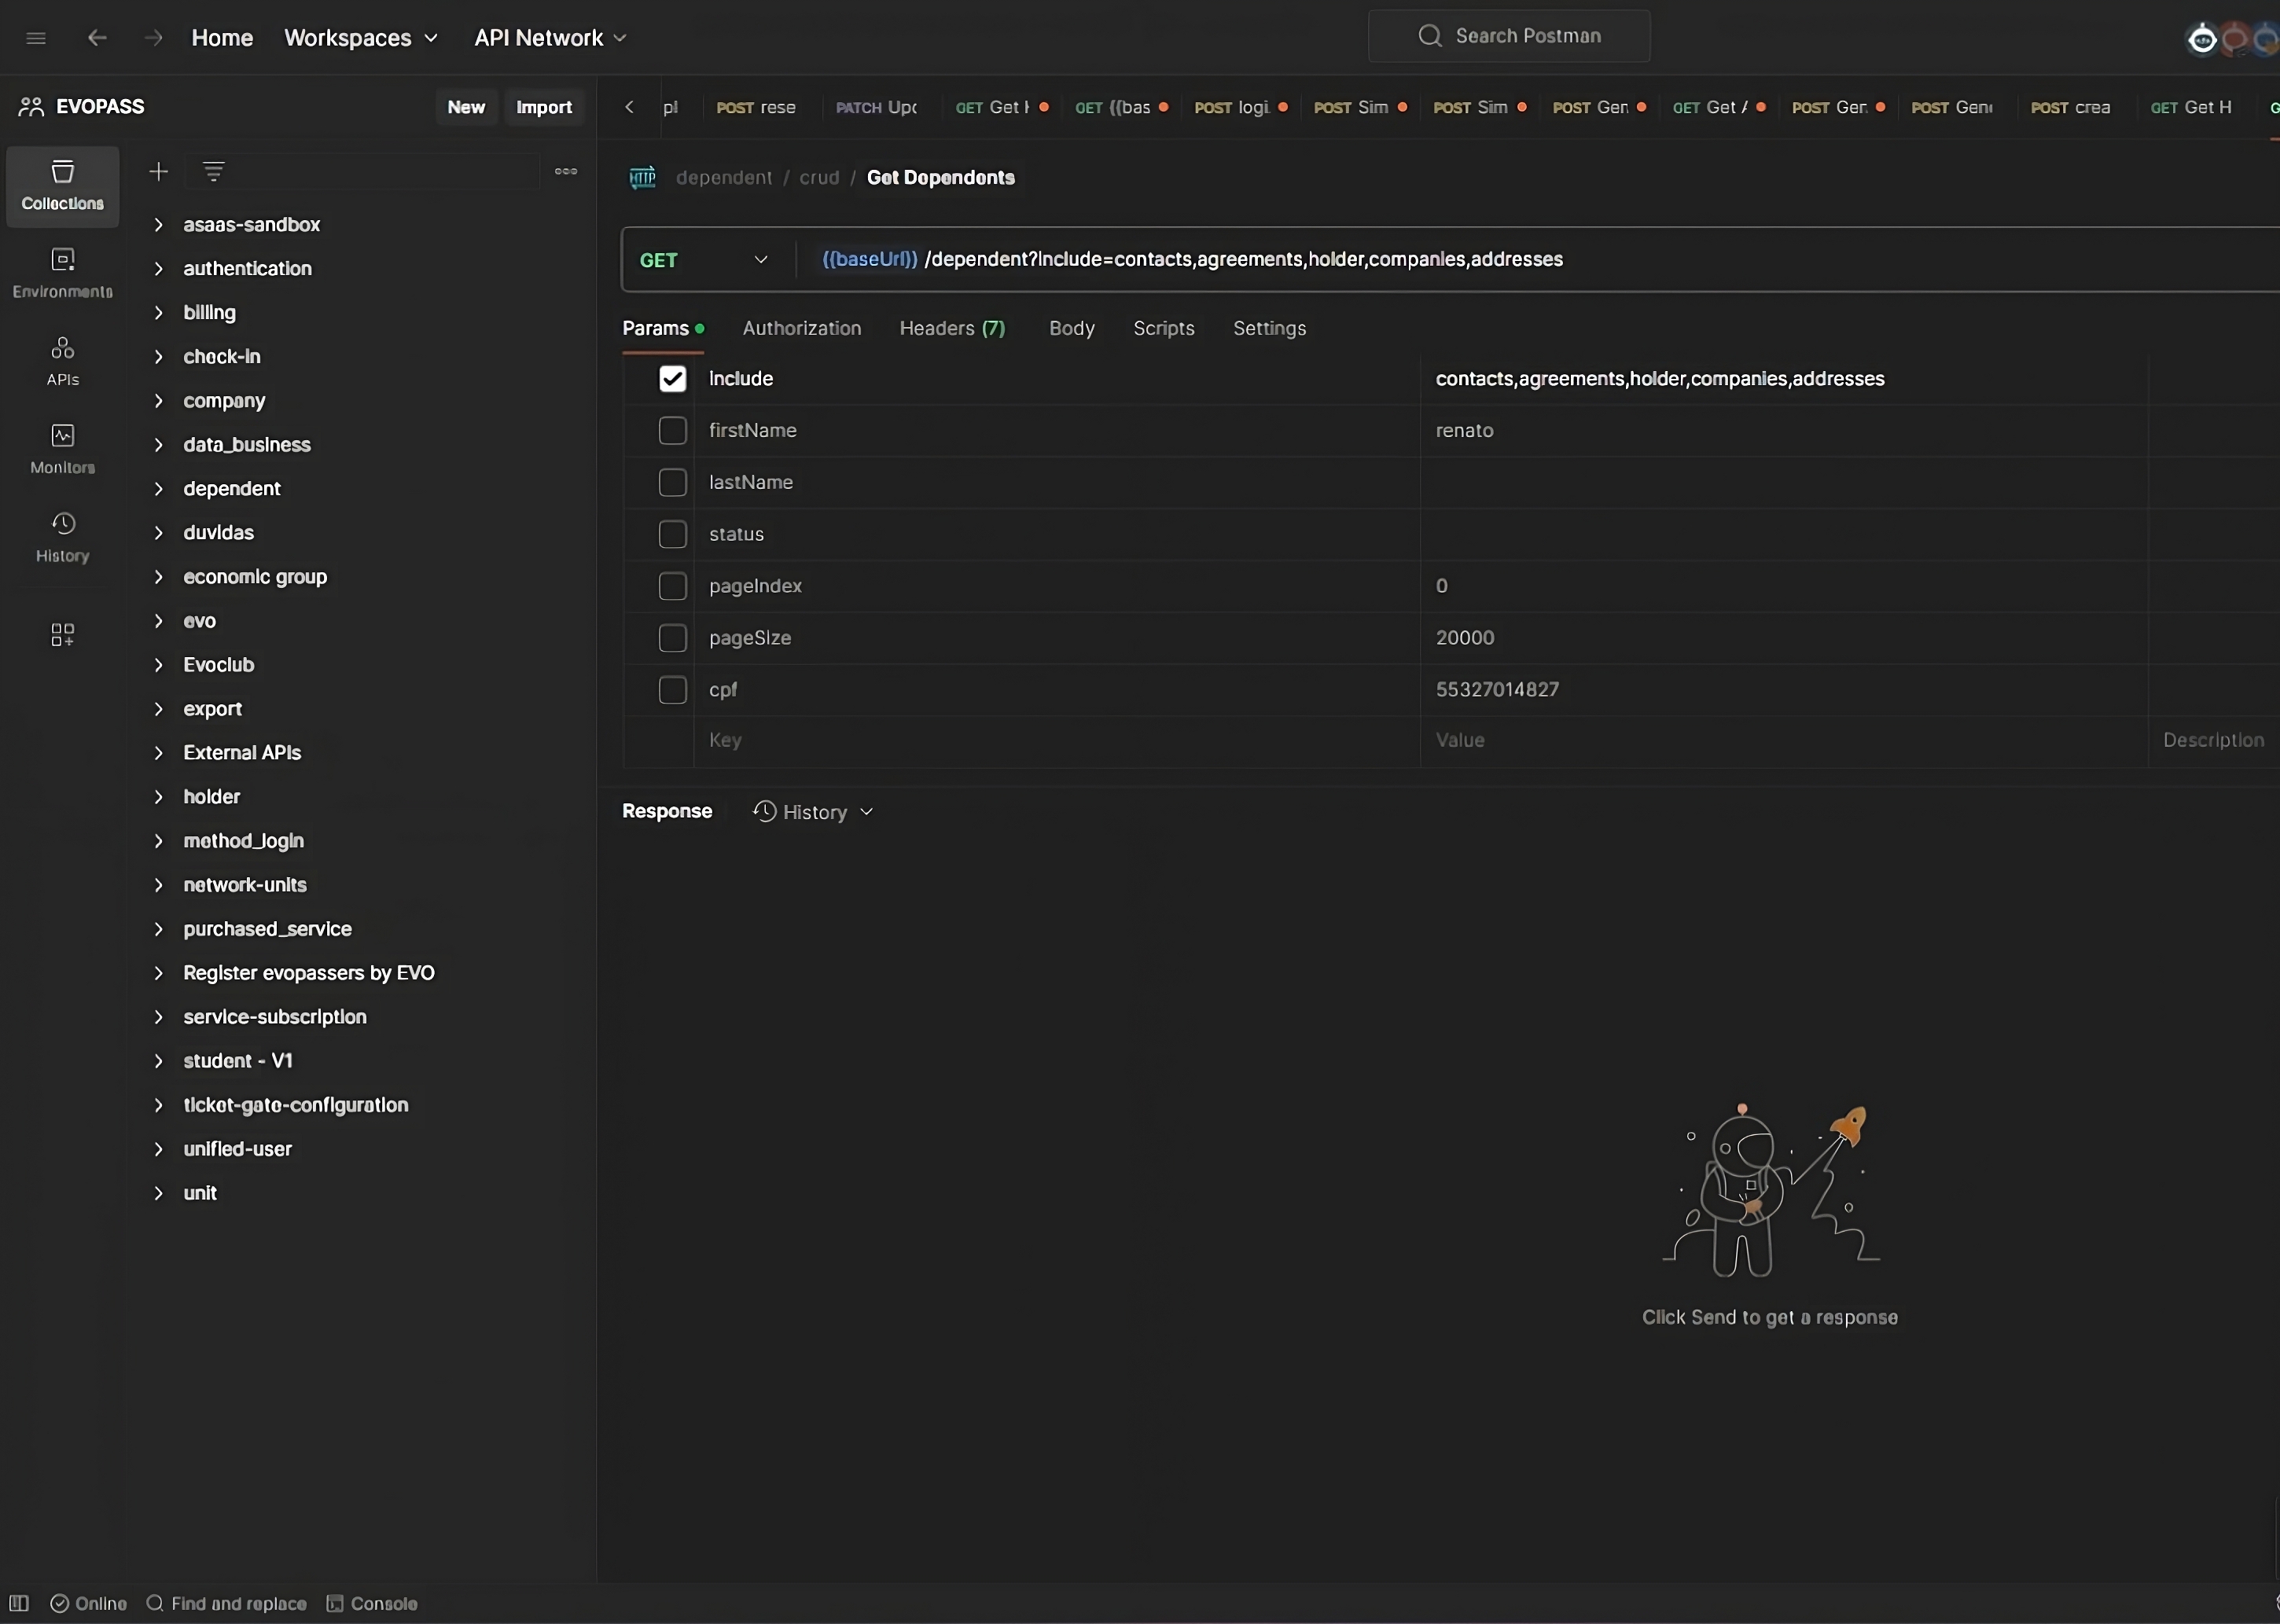 Home Workspaces API Network Search Postman
EVOPASS New Import
pl POST rese PATCH Upc GET Get H GET {{bas POST logi. POST Sim POST Sim POST Gen GET Get A POST Gen POST Gene POST crea GET Get H G
Collections
Environments
APIs
Monitors
History
asaas-sandbox
authentication
billing
check-in
company
data_business
dependent
duvidas
economic group
evo
Evoclub
export
External APIs
holder
method_login
network-units
purchased_service
Register evopassers by EVO
service-subscription
student - V1
ticket-gate-configuration
unified-user
unit
HTTP dependent / crud / Get Dependents
GET {{baseUrl}} /dependent?include=contacts,agreements,holder,companies,addresses
Params Authorization Headers (7) Body Scripts Settings
include contacts,agreements,holder,companies,addresses
firstName renato
lastName
status
pageIndex 0
pageSize 20000
cpf 55327014827
Key Value Description
Response History
Click Send to get a response
Online Find and replace Console